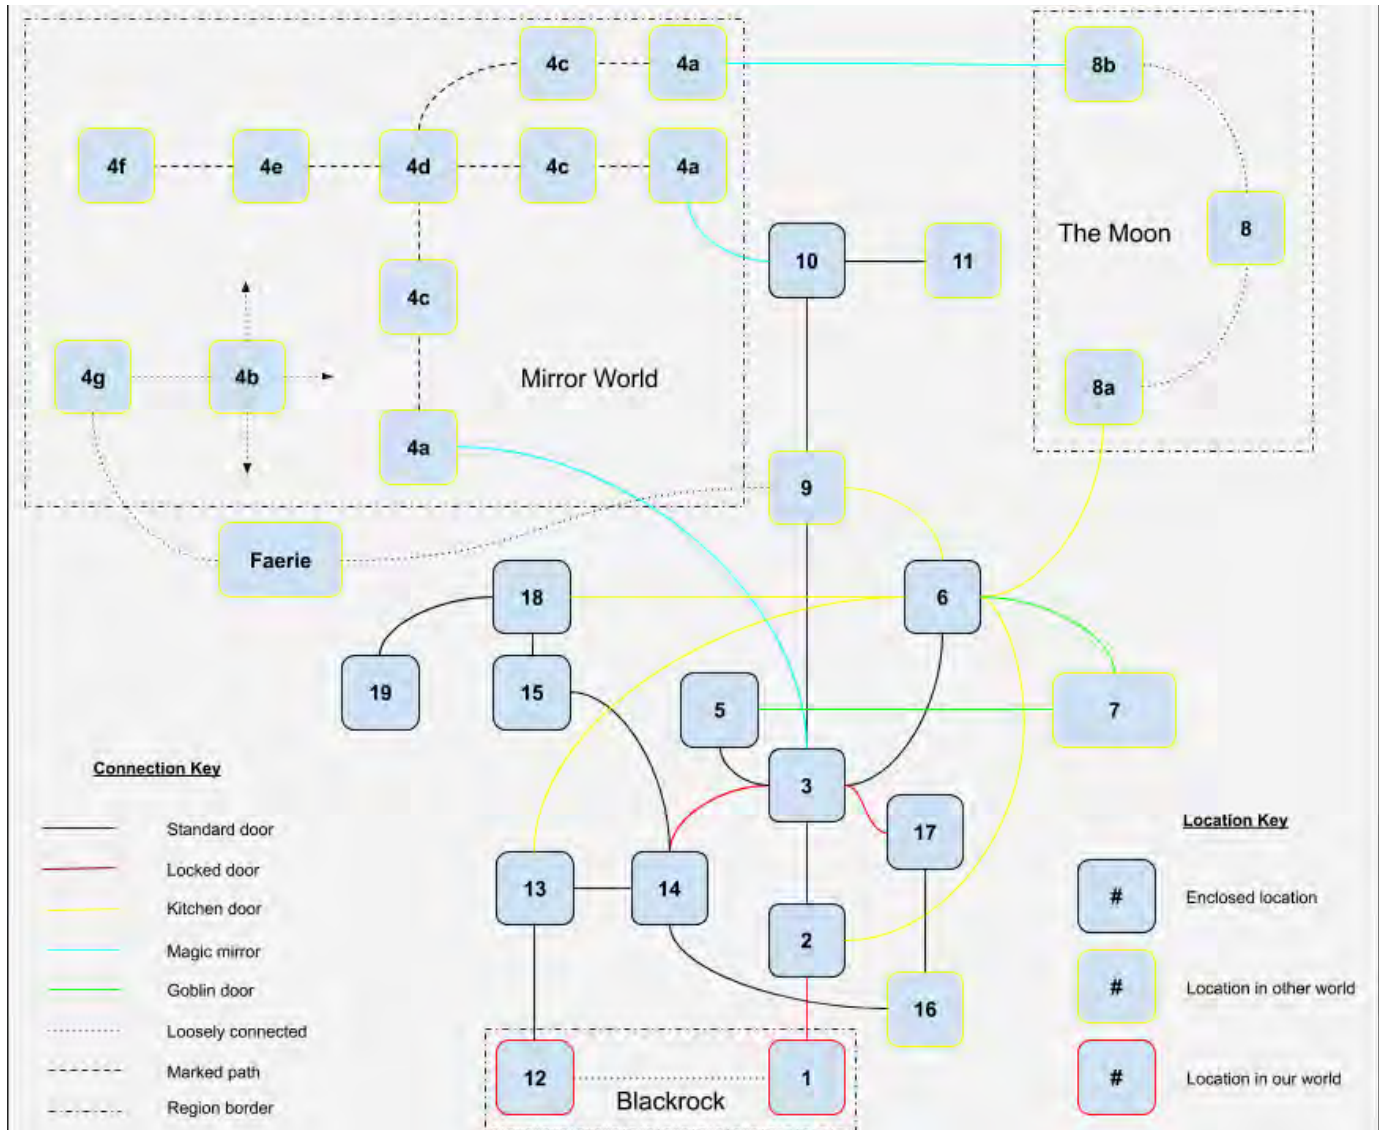 4c
4a
8b
4f
4e
4d
4c
4a
8
The Moon
10
11
4c
4g
4b
Mirror World
8a
4a
9
Faerie
18
6
19
15
5
7
3
17
13
14
2
16
12
1
Blackrock
Connection Key
Standard door
Locked door
Kitchen door
Magic mirror
Goblin door
Loosely connected
Marked path
Region border
Location Key
# Enclosed location
# Location in other world
# Location in our world